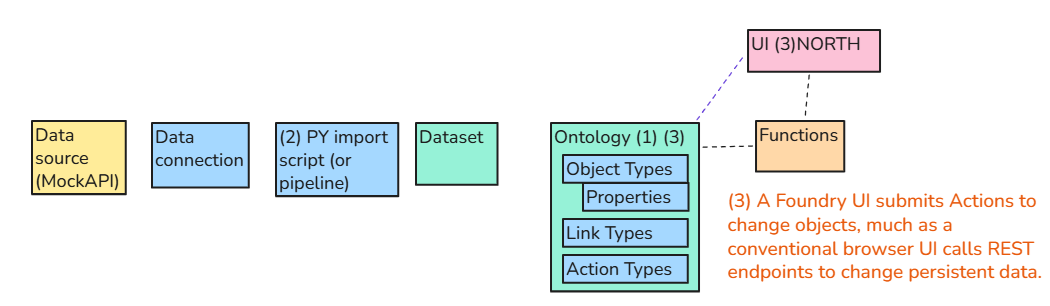 UI (3)NORTH
Data
source
(MockAPI)
Data
connection
(2) PY import
script (or
pipeline)
Dataset
Ontology (1) (3)
Object Types
Properties
Link Types
Action Types
Functions
(3) A Foundry UI submits Actions to
change objects, much as a
conventional browser UI calls REST
endpoints to change persistent data.